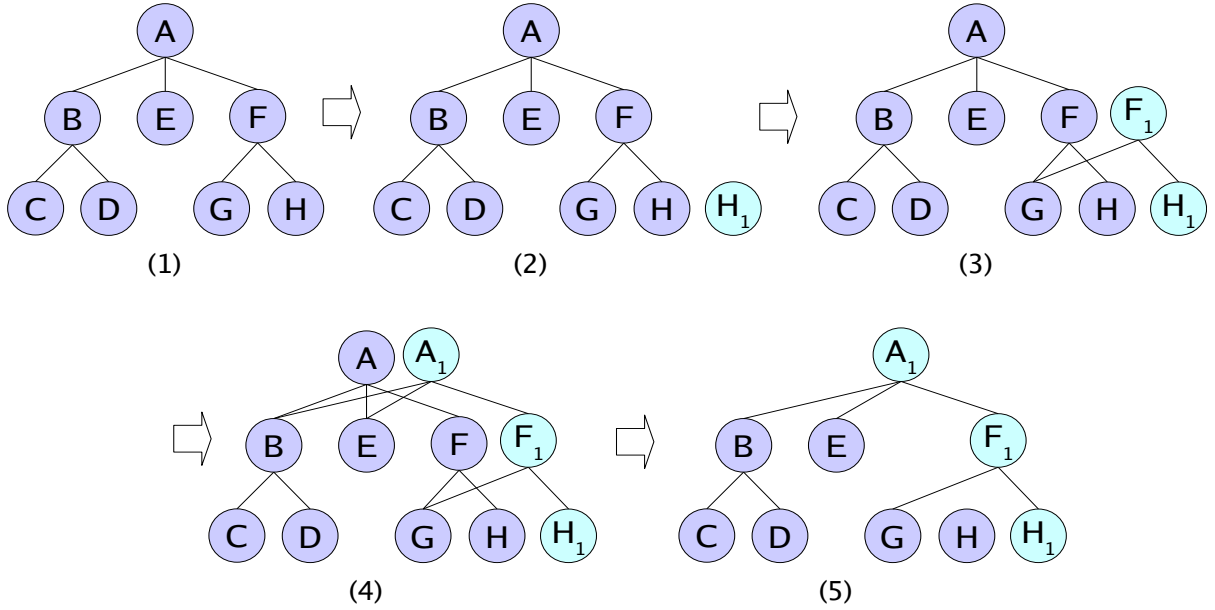 A
B E F
C D G H
(1)
A
B E F
C D G H H₁
(2)
A
B E F F₁
C D G H H₁
(3)
A A₁
B E F F₁
C D G H H₁
(4)
A₁
B E F₁
C D G H H₁
(5)